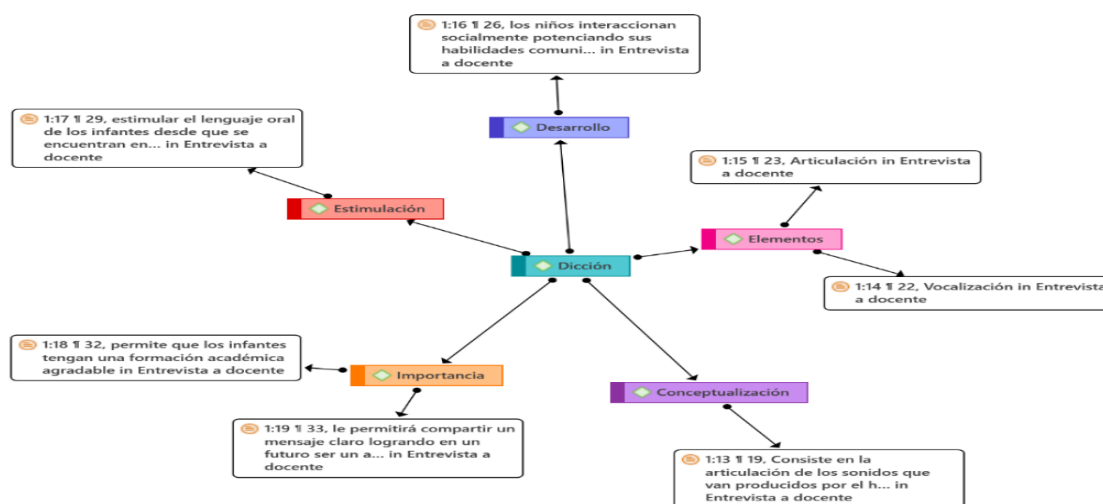 1:16 ¶ 26, los niños interaccionan
socialmente potenciando sus
habilidades comuni... in Entrevista
a docente
1:17 ¶ 29, estimular el lenguaje oral
de los infantes desde que se
encuentran en... in Entrevista a
docente
Desarrollo
1:15 ¶ 23, Articulación in Entrevista
a docente
Estimulación
Elementos
Dicción
1:14 ¶ 22, Vocalización in Entrevista
a docente
1:18 ¶ 32, permite que los infantes
tengan una formación académica
agradable in Entrevista a docente
Importancia
Conceptualización
1:19 ¶ 33, le permitirá compartir un
mensaje claro logrando en un
futuro ser un a... in Entrevista a
docente
1:13 ¶ 19, Consiste en la
articulación de los sonidos que
van producidos por el h... in
Entrevista a docente